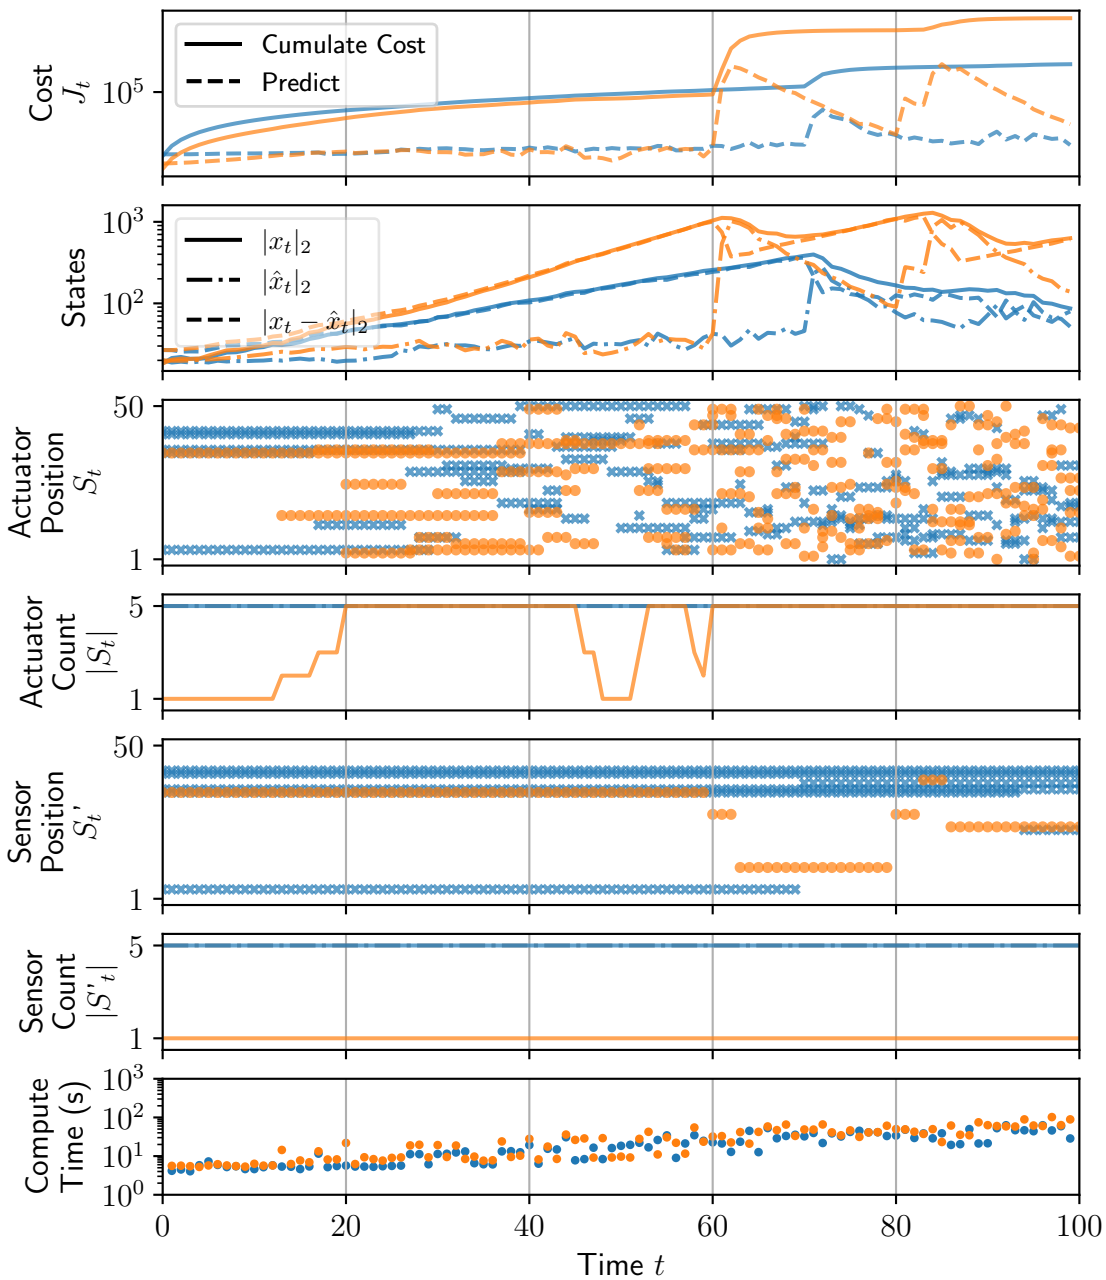 Cost
J_t
10^5
Cumulate Cost
Predict
States
10^3
10^2
|x_t|_2
|x̂_t|_2
|x_t − x̂_t|_2
Actuator
Position
S_t
50
1
Actuator
Count
|S_t|
5
1
Sensor
Position
S_t'
50
1
Sensor
Count
|S'_t|
5
1
Compute
Time (s)
10^3
10^2
10^1
10^0
0 20 40 60 80 100
Time t